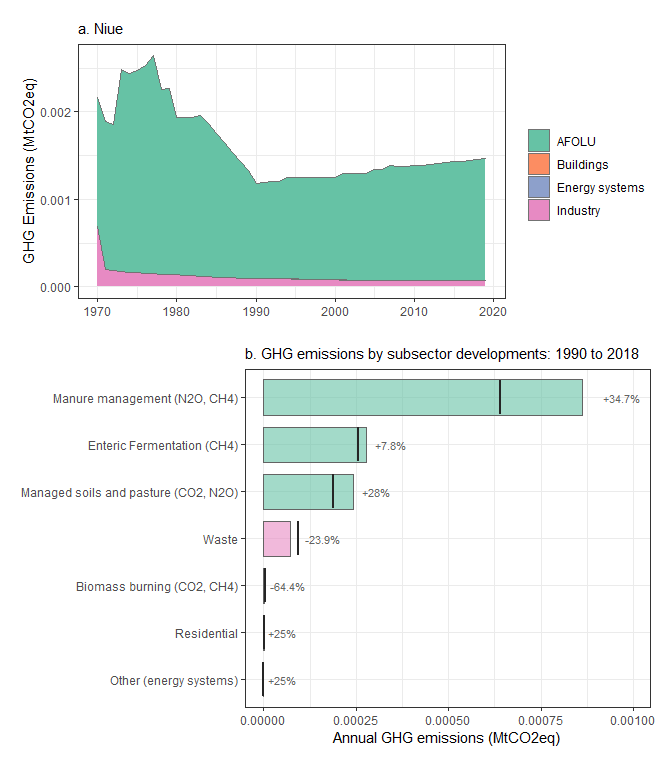 a. Niue
GHG Emissions (MtCO2eq)
0.002
0.001
0.000
1970 1980 1990 2000 2010 2020
AFOLU
Buildings
Energy systems
Industry
b. GHG emissions by subsector developments: 1990 to 2018
Manure management (N2O, CH4) +34.7%
Enteric Fermentation (CH4) +7.8%
Managed soils and pasture (CO2, N2O) +28%
Waste -23.9%
Biomass burning (CO2, CH4) -64.4%
Residential +25%
Other (energy systems) +25%
0.00000 0.00025 0.00050 0.00075 0.00100
Annual GHG emissions (MtCO2eq)